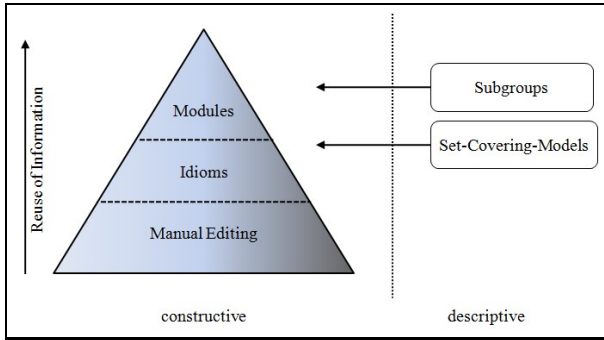 Reuse of Information
Modules
Idioms
Manual Editing
Subgroups
Set-Covering-Models
constructive
descriptive